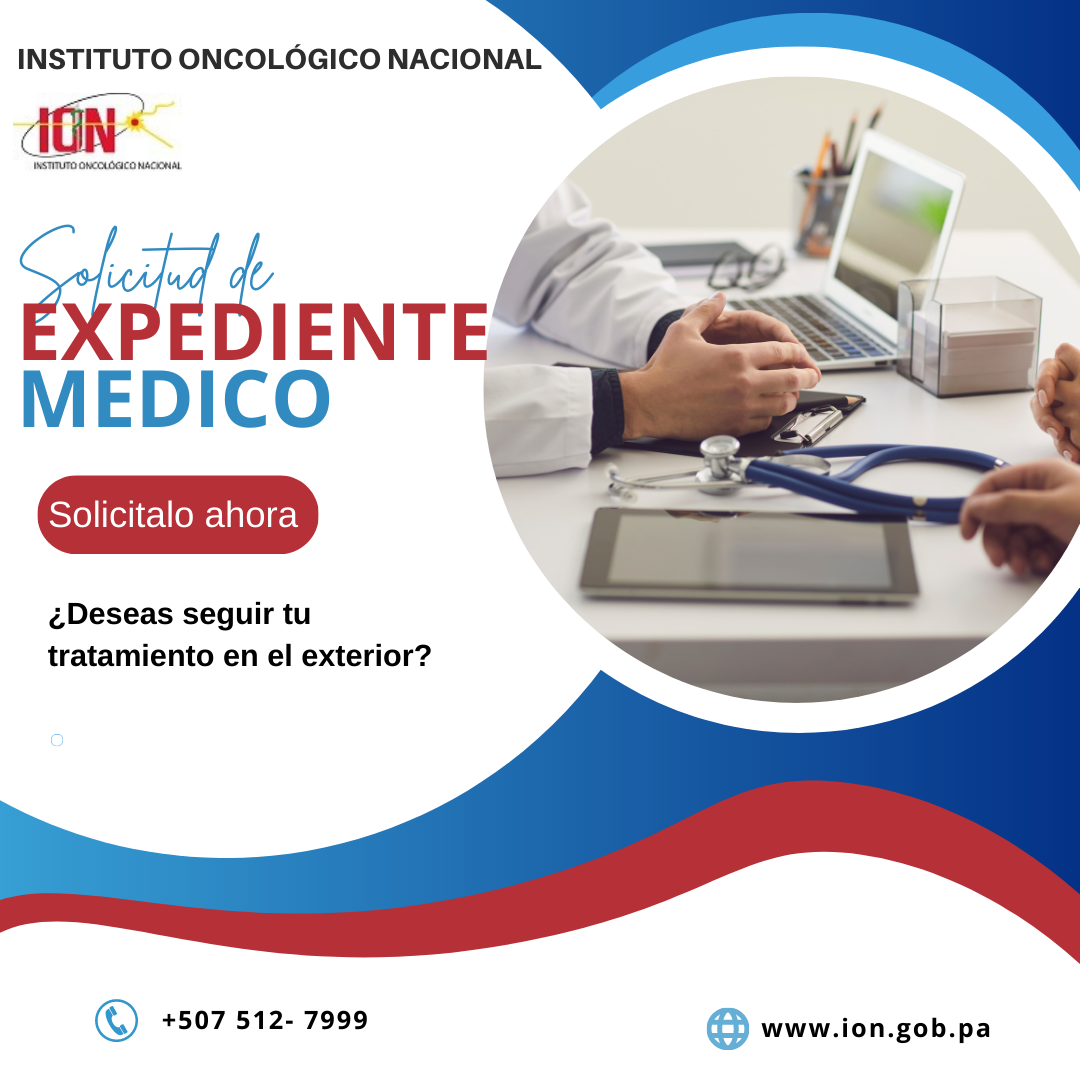 INSTITUTO ONCOLÓGICO NACIONAL
ION
INSTITUTO ONCOLÓGICO NACIONAL
Solicitud de
EXPEDIENTE
MEDICO
Solicitalo ahora
¿Deseas seguir tu
tratamiento en el exterior?
+507 512- 7999
www.ion.gob.pa